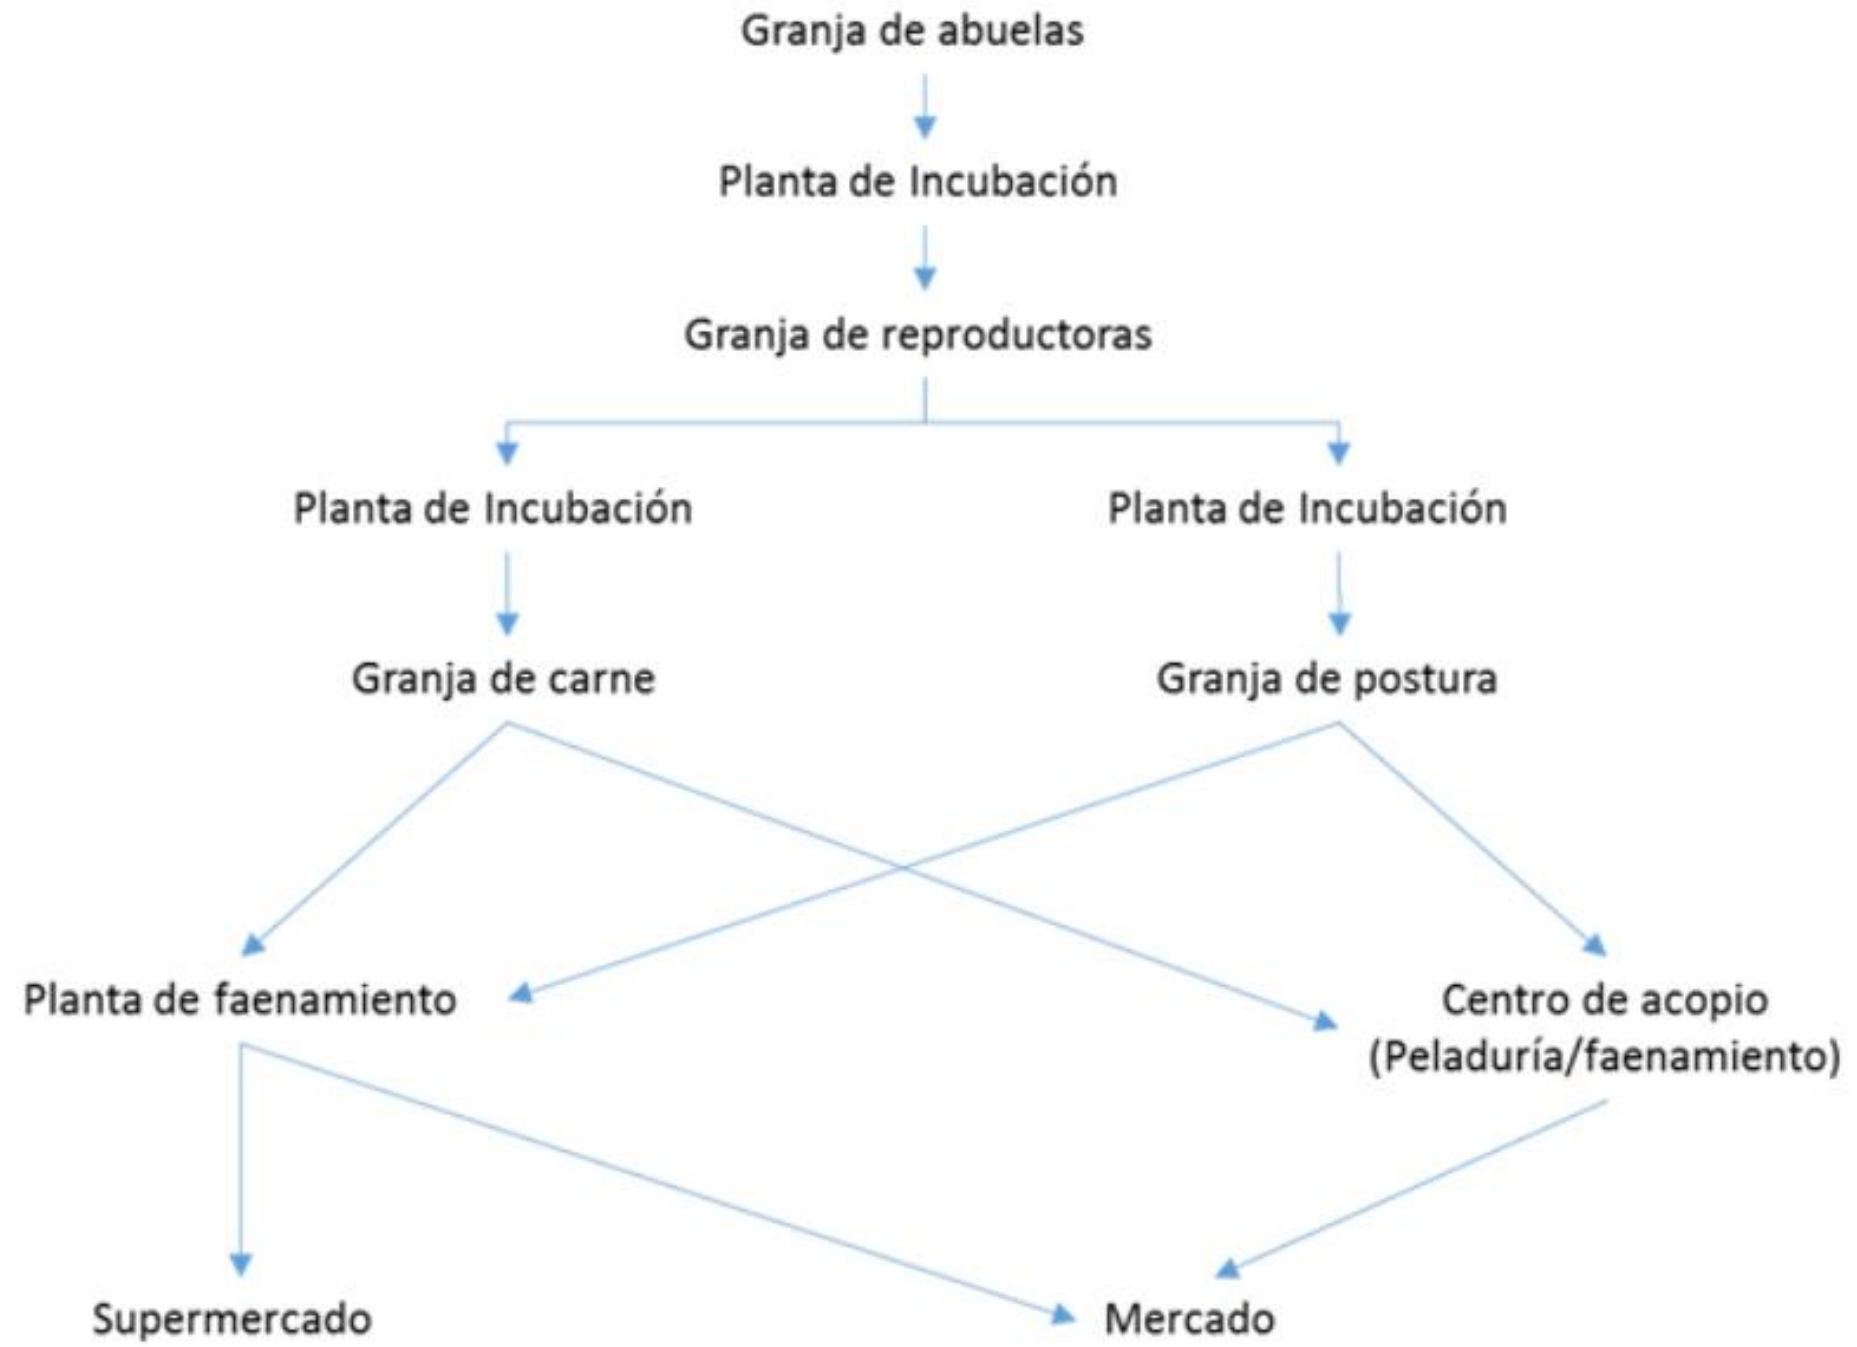 Granja de abuelas
Planta de Incubación
Granja de reproductoras
Planta de Incubación
Planta de Incubación
Granja de carne
Granja de postura
Planta de faenamiento
Centro de acopio
(Peladuría/faenamiento)
Supermercado
Mercado